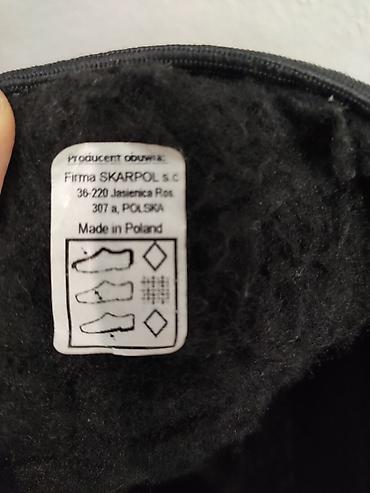 Producent obuwia:
Firma SKARPOL s.c
36-220 Jasienica Ros.
307 a, POLSKA
Made in Poland